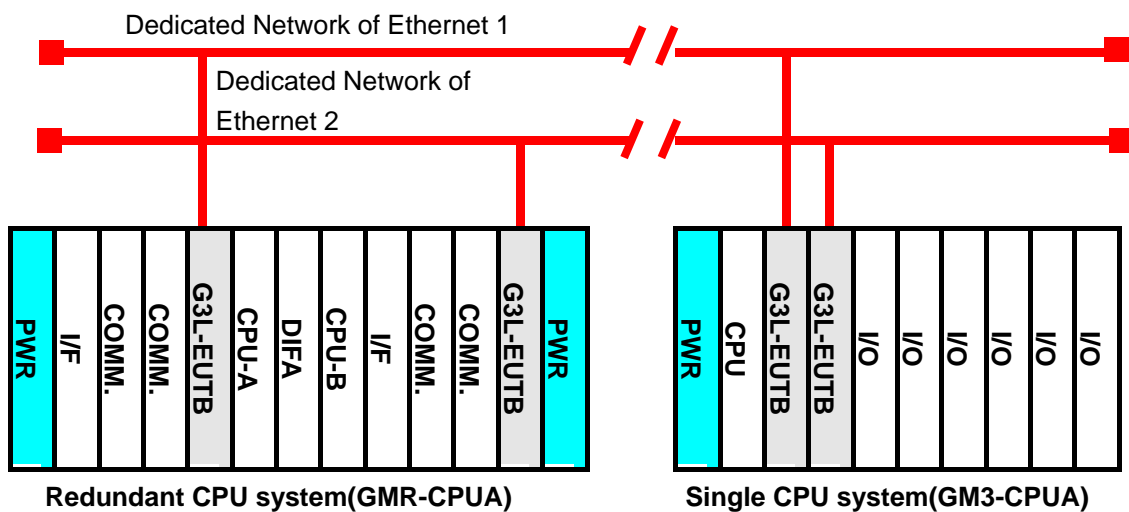 Dedicated Network of Ethernet 1
Dedicated Network of
Ethernet 2
PWR
I/F
COMM.
COMM.
G3L-EUTB
CPU-A
DIFA
CPU-B
I/F
COMM.
COMM.
G3L-EUTB
PWR
PWR
CPU
G3L-EUTB
G3L-EUTB
I/O
I/O
I/O
I/O
I/O
I/O
Redundant CPU system(GMR-CPUA)
Single CPU system(GM3-CPUA)